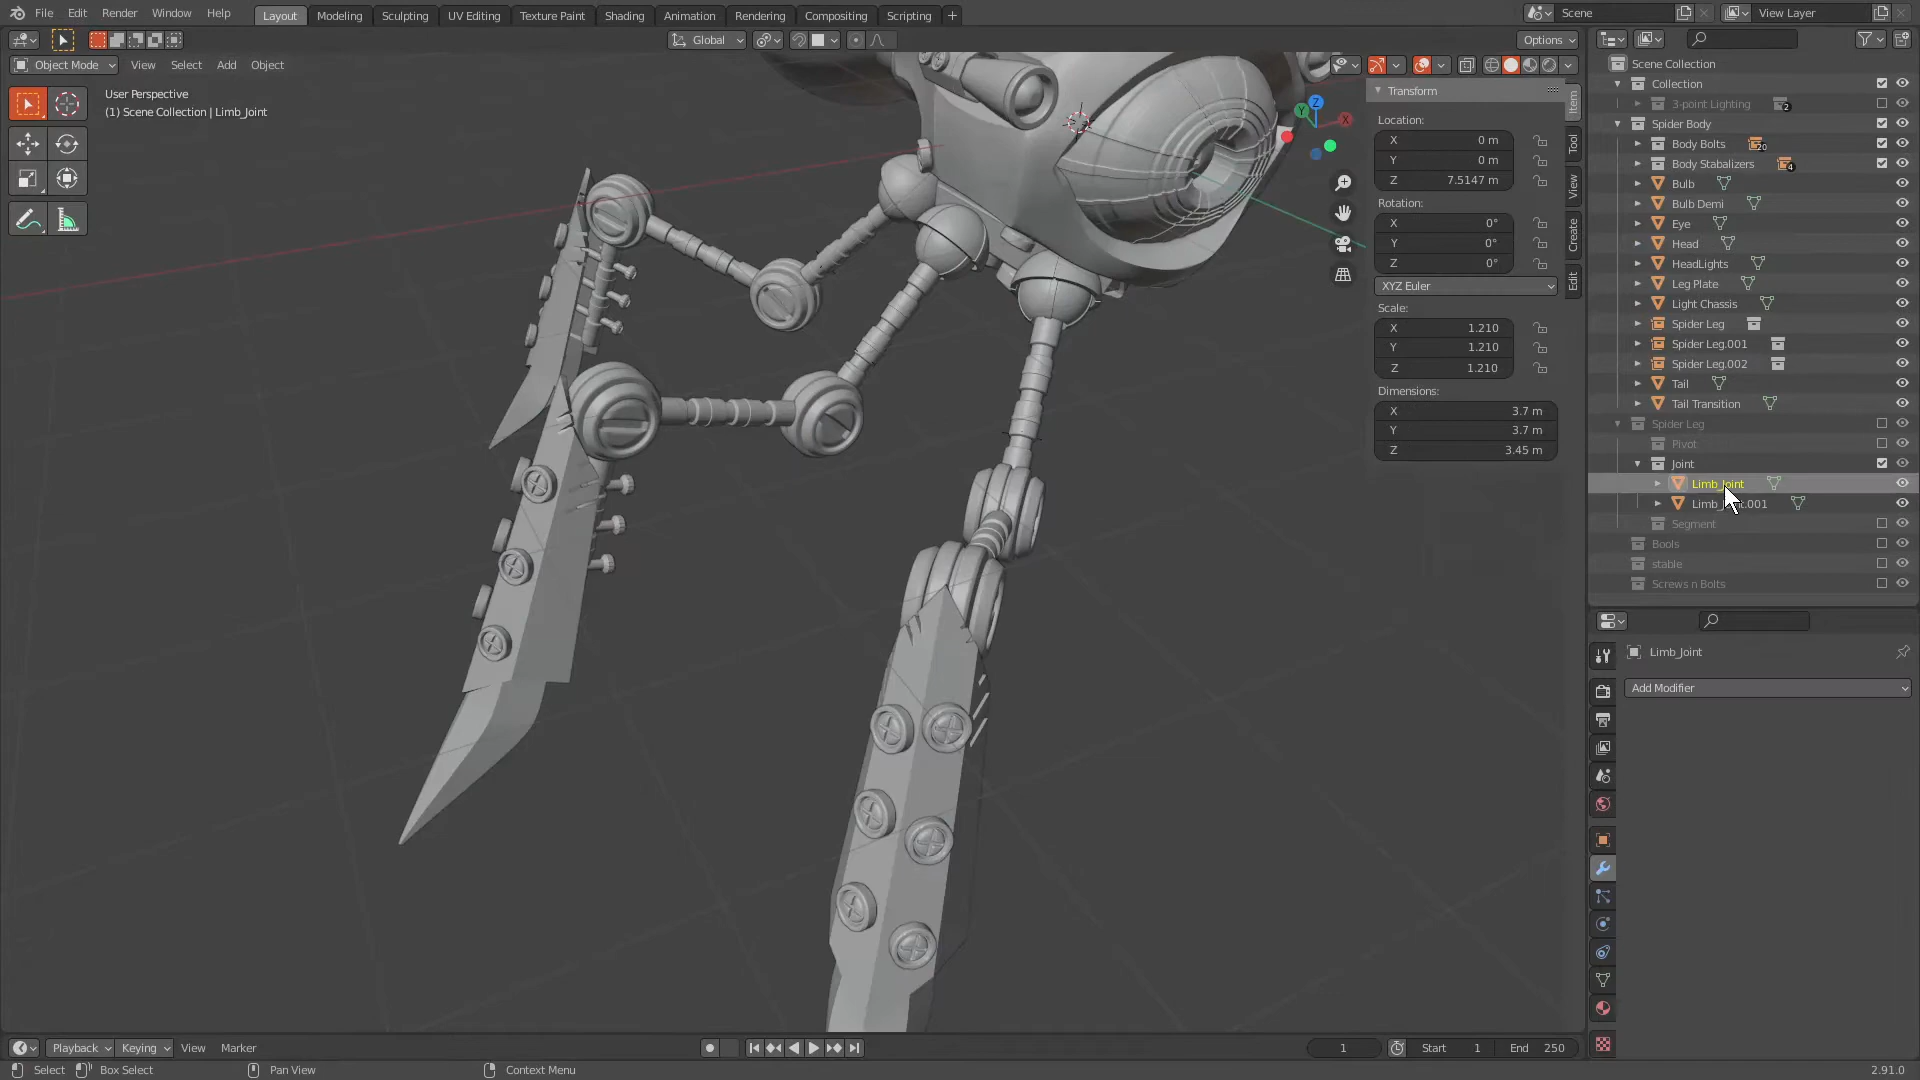 File Edit Render Window Help Layout Modeling Sculpting UV Editing Texture Paint Shading Animation Rendering Compositing Scripting Scene View Layer
Global Options
Object Mode View Select Add Object
User Perspective
(1) Scene Collection | Limb_Joint
Z
Y
X
Transform
Location:
X 0 m
Y 0 m
Z 7.5147 m
Rotation:
X 0°
Y 0°
Z 0°
XYZ Euler
Scale:
X 1.210
Y 1.210
Z 1.210
Dimensions:
X 3.7 m
Y 3.7 m
Z 3.45 m
Item
Tool
View
Create
Edit
Scene Collection
Collection
3-point Lighting 2
Spider Body
Body Bolts 20
Body Stabalizers 4
Bulb
Bulb Demi
Eye
Head
HeadLights
Leg Plate
Light Chassis
Spider Leg
Spider Leg.001
Spider Leg.002
Tail
Tail Transition
Spider Leg
Pivot
Joint
Limb_Joint
Segment
Bools
stable
Screws n Bolts
Limb_Joint
Add Modifier
Playback Keying View Marker 1 Start 1 End 250
Select Box Select Pan View Context Menu 2.91.0